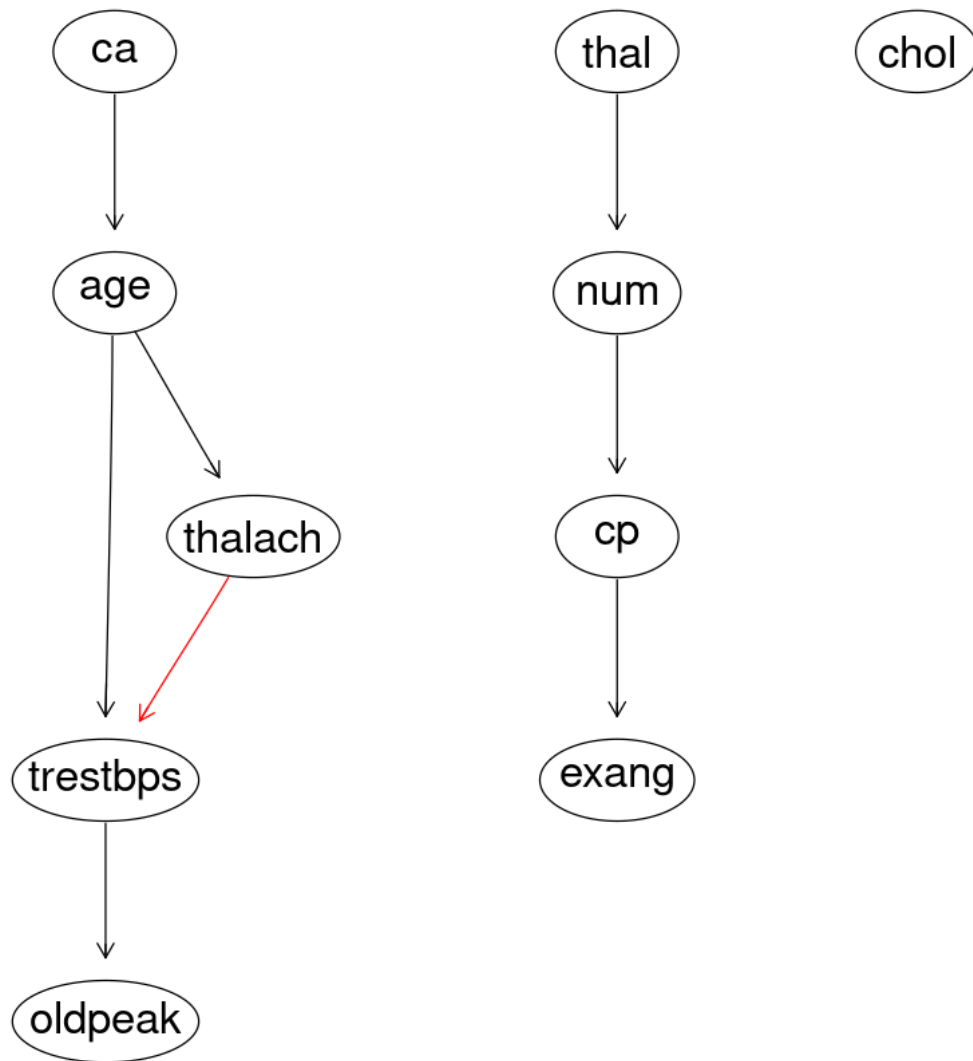 ca
thal
chol
age
num
thalach
cp
trestbps
exang
oldpeak